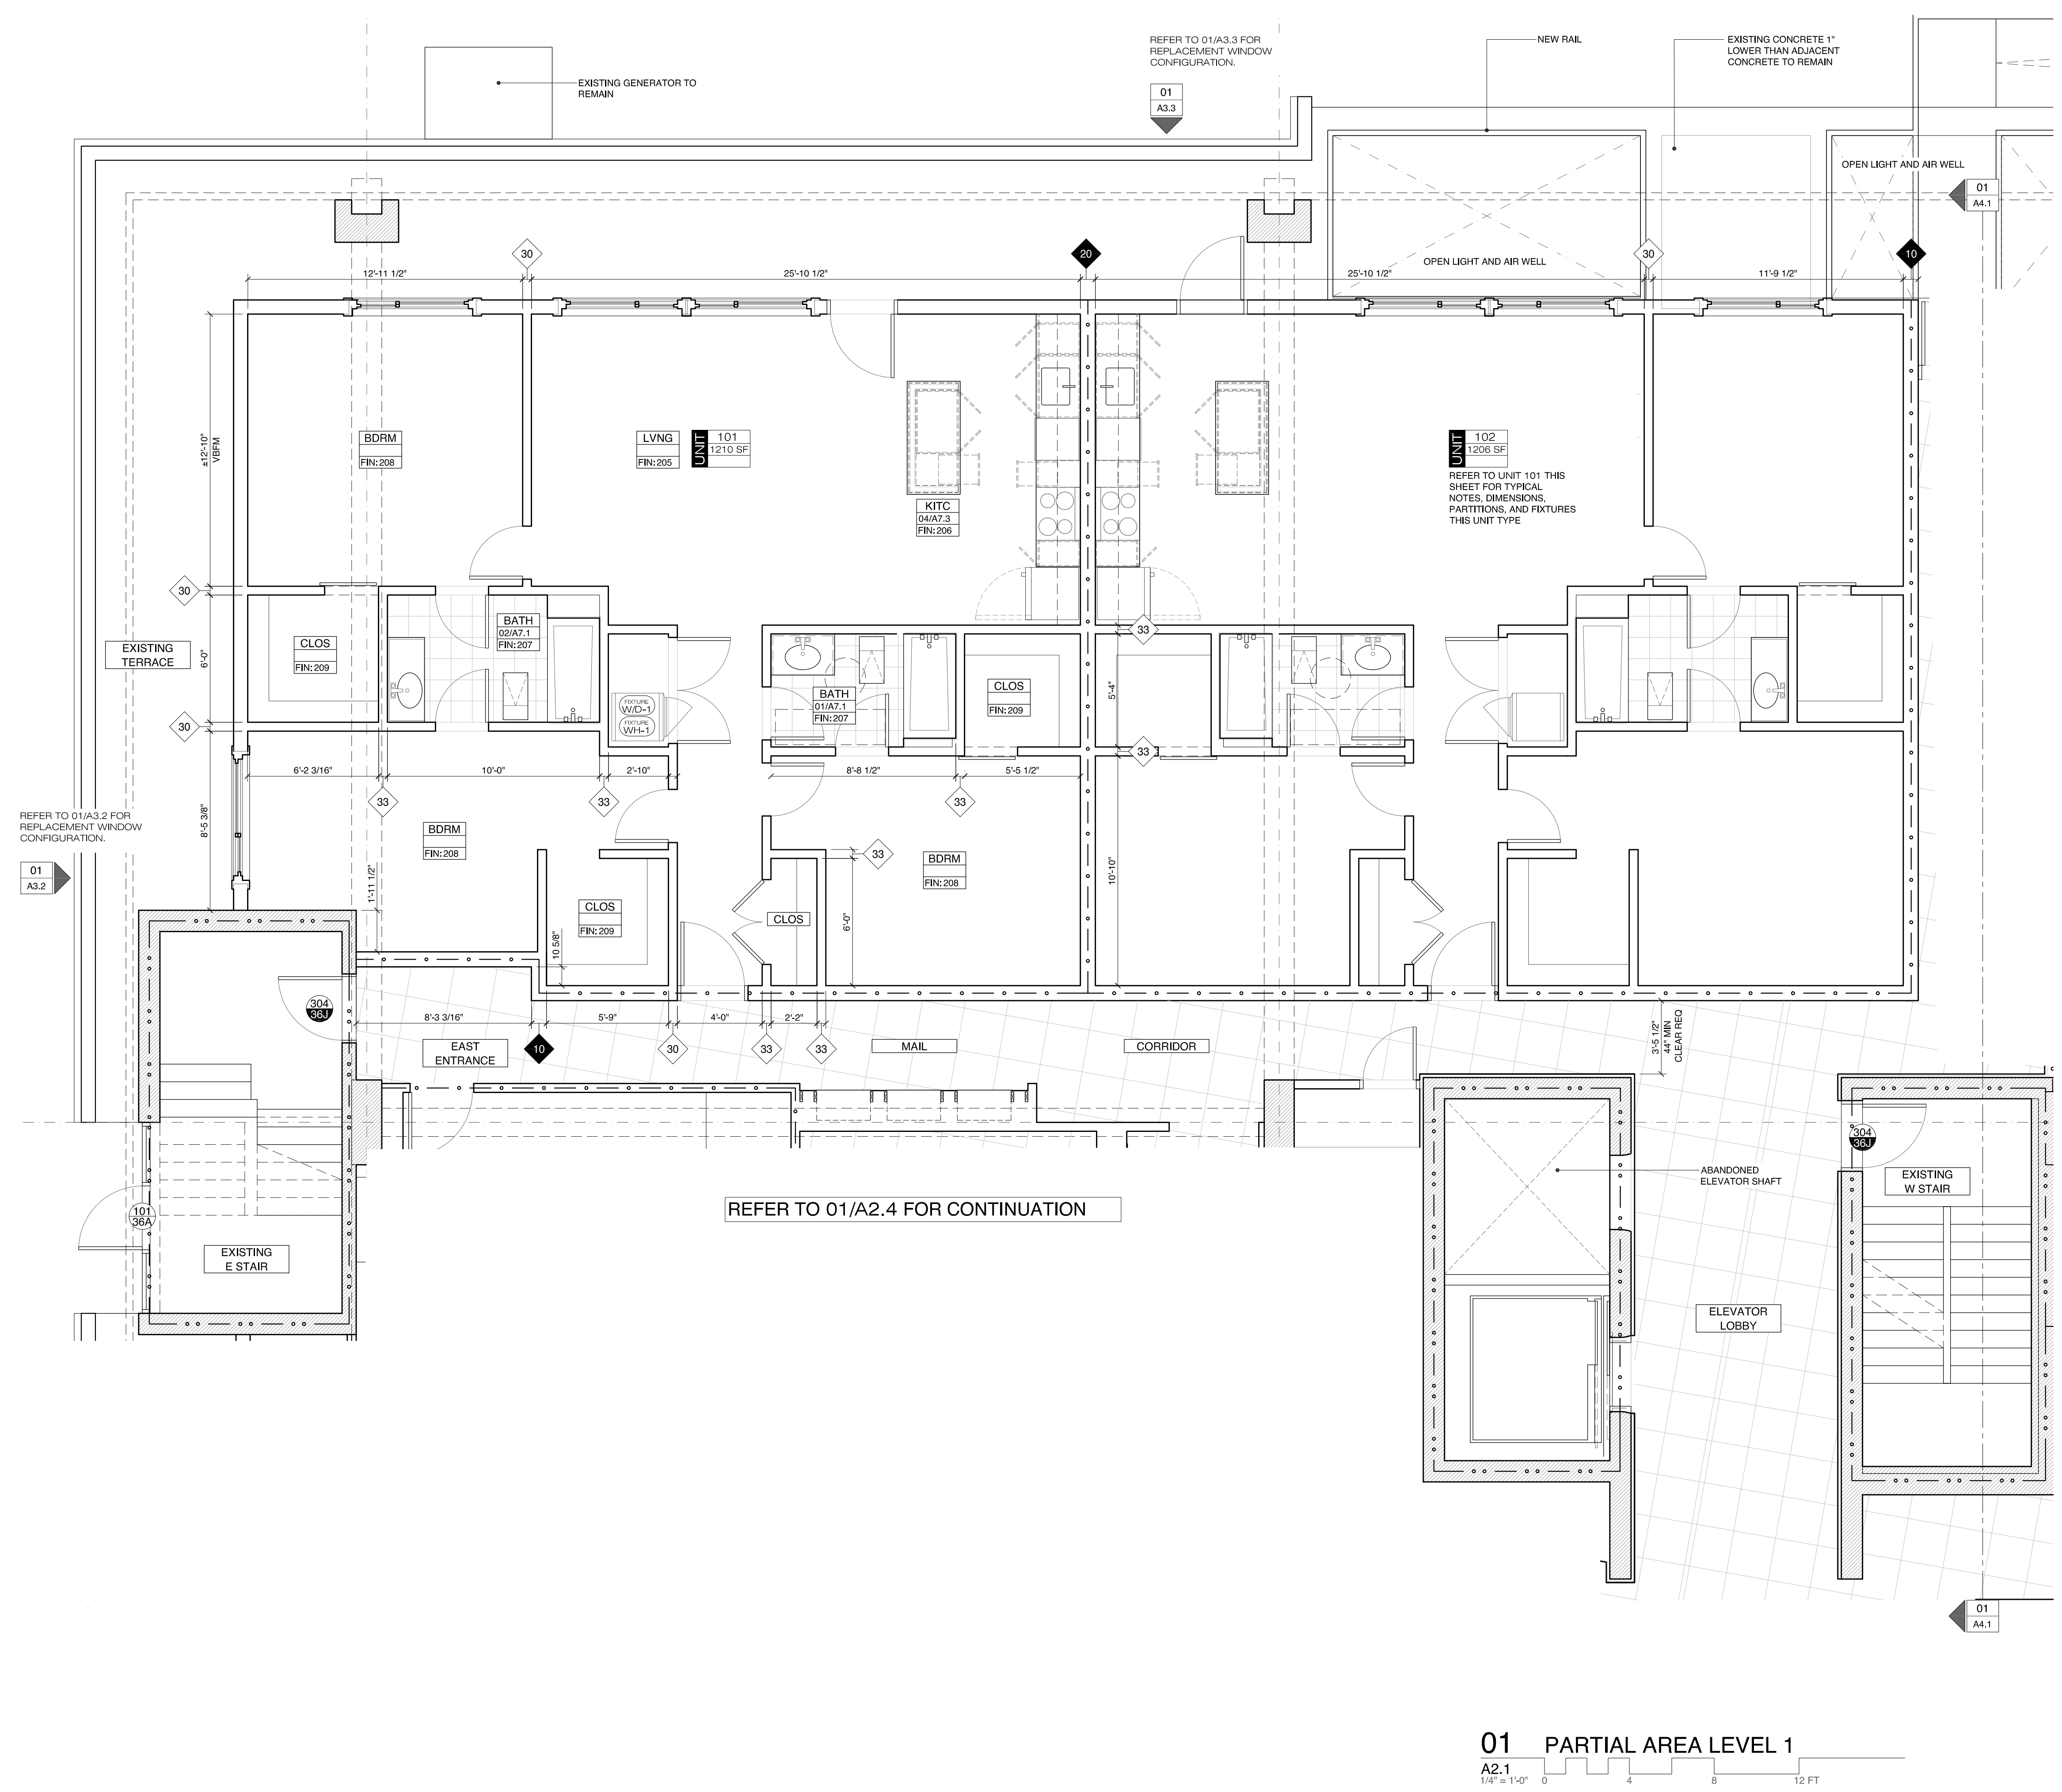 REFER TO 01/A3.3 FOR
REPLACEMENT WINDOW
CONFIGURATION.
01
A3.3
NEW RAIL
EXISTING CONCRETE 1"
LOWER THAN ADJACENT
CONCRETE TO REMAIN
EXISTING GENERATOR TO
REMAIN
OPEN LIGHT AND AIR WELL
01
A4.1
30
20
30
10
OPEN LIGHT AND AIR WELL
12'-11 1/2"
25'-10 1/2"
25'-10 1/2"
11'-9 1/2"
±12'-10"
VBFM
BDRM
FIN: 208
LVNG
FIN: 205
UNIT
101
1210 SF
UNIT
102
1206 SF
REFER TO UNIT 101 THIS
SHEET FOR TYPICAL
NOTES, DIMENSIONS,
PARTITIONS, AND FIXTURES
THIS UNIT TYPE
KITC
04/A7.3
FIN: 206
30
EXISTING
TERRACE
6'-0"
CLOS
FIN: 209
BATH
02/A7.1
FIN: 207
33
FIXTURE
W/D-1
FIXTURE
WH-1
BATH
01/A7.1
FIN: 207
CLOS
FIN: 209
5'-4"
30
33
6'-2 3/16"
10'-0"
2'-10"
8'-8 1/2"
5'-5 1/2"
33
33
33
8'-5 3/8"
REFER TO 01/A3.2 FOR
REPLACEMENT WINDOW
CONFIGURATION.
01
A3.2
BDRM
FIN: 208
33
BDRM
FIN: 208
10'-10"
1'-11 1/2"
CLOS
FIN: 209
CLOS
6'-0"
10 5/8"
304
36J
8'-3 3/16"
5'-9"
4'-0"
2'-2"
EAST
ENTRANCE
10
30
33
33
MAIL
CORRIDOR
3'-5 1/2"
44" MIN
CLEAR REQ
304
36J
ABANDONED
ELEVATOR SHAFT
EXISTING
W STAIR
101
36A
REFER TO 01/A2.4 FOR CONTINUATION
EXISTING
E STAIR
ELEVATOR
LOBBY
01
A4.1
01 PARTIAL AREA LEVEL 1
A2.1
1/4" = 1'-0" 0 4 8 12 FT